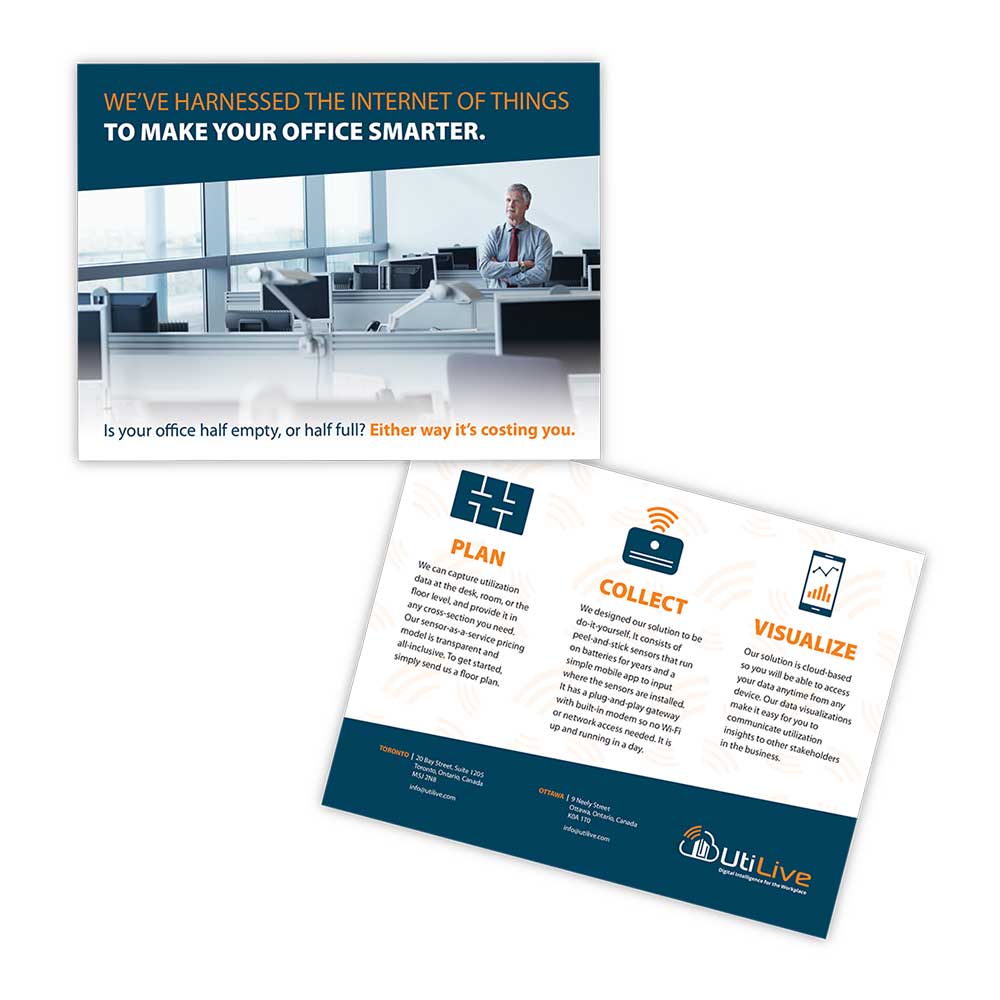 WE'VE HARNESSED THE INTERNET OF THINGS
TO MAKE YOUR OFFICE SMARTER.
Is your office half empty, or half full? Either way it's costing you.
PLAN
We can capture utilization
data at the desk, room, or the
floor level, and provide it in
any cross-section you need.
Our sensor-as-a-service pricing
model is transparent and
all-inclusive. To get started,
simply send us a floor plan.
COLLECT
We designed our solution to be
do-it-yourself. It consists of
peel-and-stick sensors that run
on batteries for years and a
simple mobile app to input
where the sensors are installed.
It has a plug-and-play gateway
with built-in modem so no Wi-Fi
or network access needed. It is
up and running in a day.
VISUALIZE
Our solution is cloud-based
so you will be able to access
your data anytime from any
device. Our data visualizations
make it easy for you to
communicate utilization
insights to other stakeholders
in the business.
TORONTO | 20 Bay Street, Suite 1205
Toronto, Ontario, Canada
M5J 2N8
info@utilive.com
OTTAWA | 9 Neely Street
Ottawa, Ontario, Canada
K0A 1T0
info@utilive.com
UtiLive
Digital Intelligence for the Workplace